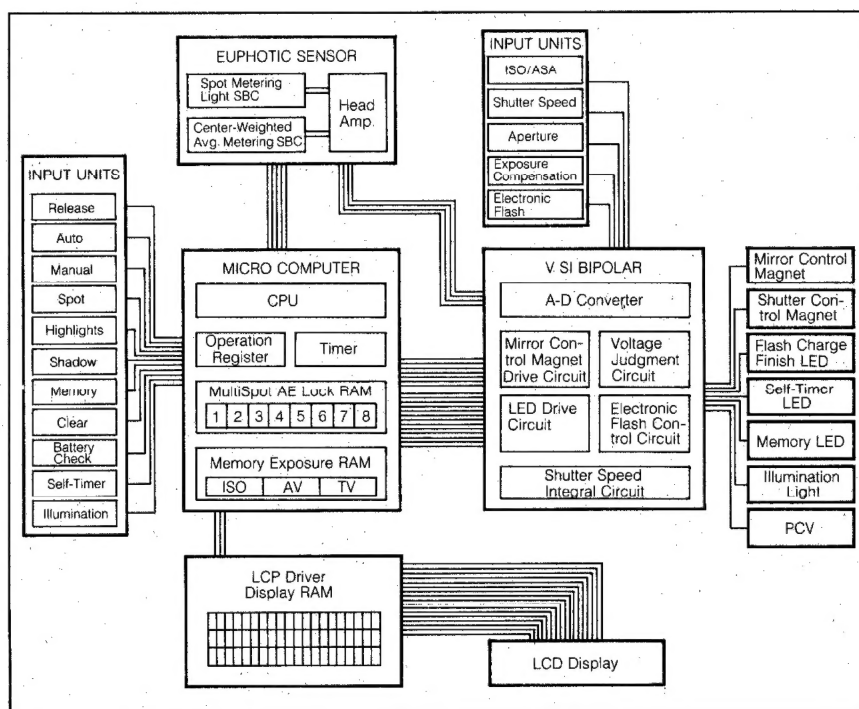 EUPHOTIC SENSOR
Spot Metering
Light SBC
Center-Weighted
Avg. Metering SBC
Head
Amp.
INPUT UNITS
ISO/ASA
Shutter Speed
Aperture
Exposure
Compensation
Electronic
Flash
INPUT UNITS
Release
Auto
Manual
Spot
Highlights
Shadow
Memory
Clear
Battery
Check
Self-Timer
Illumination
MICRO COMPUTER
CPU
Operation
Register
Timer
MultiSpot AE Lock RAM
1 2 3 4 5 6 7 8
Memory Exposure RAM
ISO AV TV
V SI BIPOLAR
A-D Converter
Mirror Con-
trol Magnet
Drive Circuit
Voltage
Judgment
Circuit
LED Drive
Circuit
Electronic
Flash Con-
trol Circuit
Shutter Speed
Integral Circuit
Mirror Control
Magnet
Shutter Con-
trol Magnet
Flash Charge
Finish LED
Self-Timer
LED
Memory LED
Illumination
Light
PCV
LCP Driver
Display RAM
LCD Display